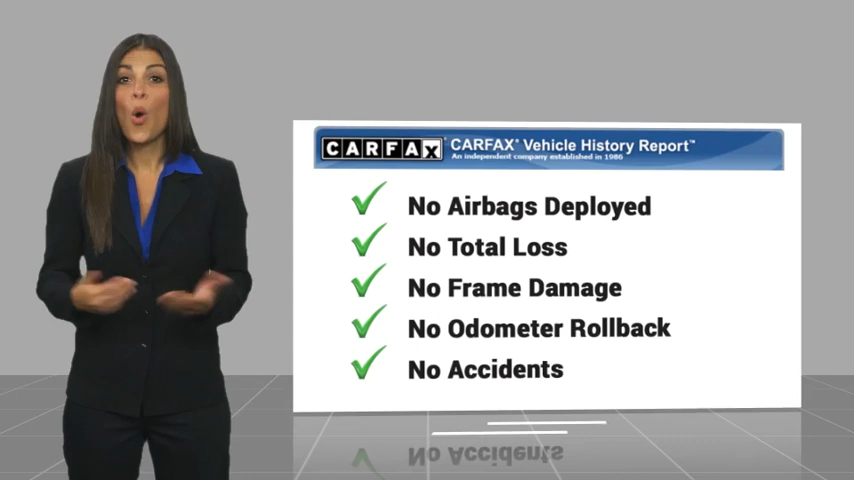 CARFAX
CARFAX® Vehicle History Report™
An independent company established in 1986
No Airbags Deployed
No Total Loss
No Frame Damage
No Odometer Rollback
No Accidents
No Accidents